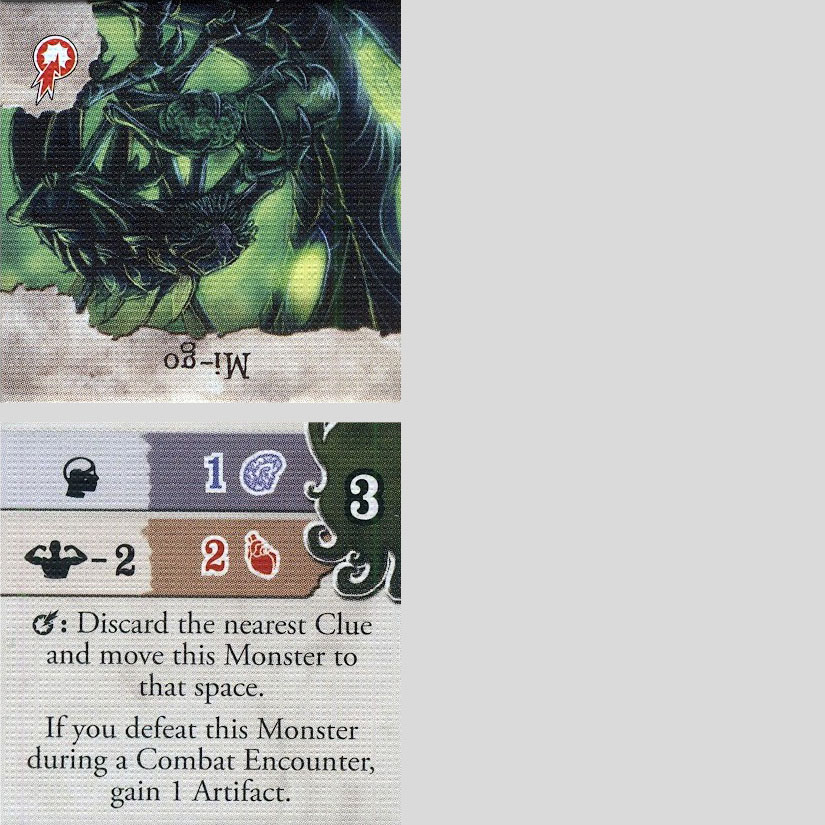 Mi-go
1
3
-2 2
: Discard the nearest Clue
and move this Monster to
that space.
If you defeat this Monster
during a Combat Encounter,
gain 1 Artifact.